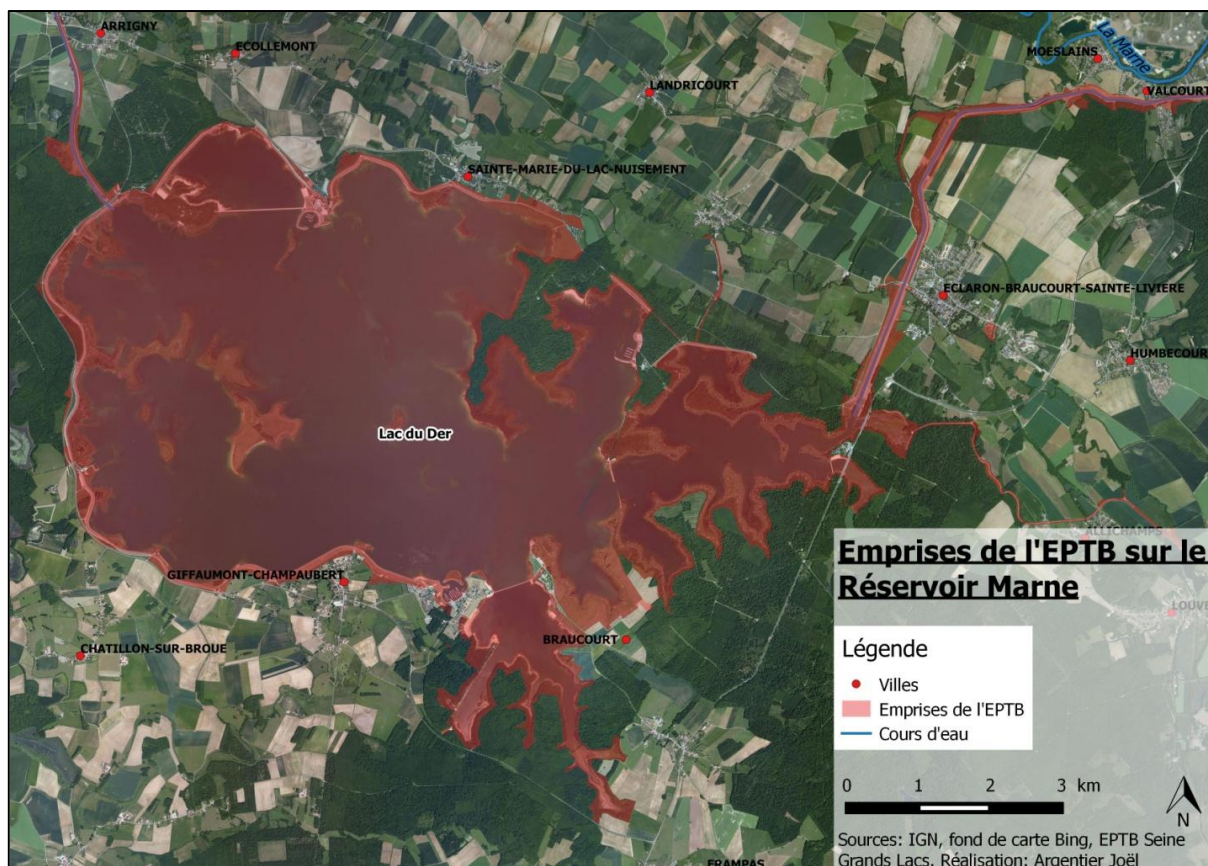 ARRIGNY
ECOLLEMONT
La Marne
MOESLAINS
LANDRICOURT
VALCOURT
SAINTE-MARIE-DU-LAC-NUISEMENT
ECLARON-BRAUCOURT-SAINTE-LIVIERE
HUMBECOUR
Lac du Der
ALLICHAMPS
Emprises de l'EPTB sur le
Réservoir Marne
GIFFAUMONT-CHAMPAUBERT
LOUVE
BRAUCOURT
CHATILLON-SUR-BROUE
Légende
Villes
Emprises de l'EPTB
Cours d'eau
0 1 2 3 km
N
Sources: IGN, fond de carte Bing, EPTB Seine
Grands Lacs, Réalisation: Argentier Joël
FRAMPAS